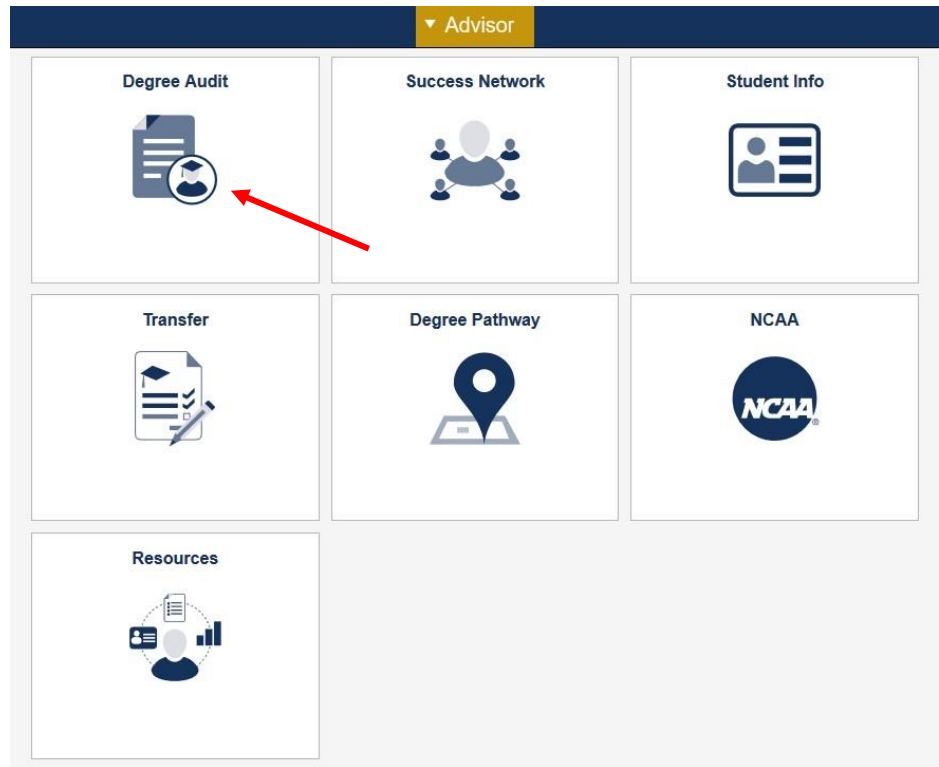 Advisor
Degree Audit
Success Network
Student Info
Transfer
Degree Pathway
NCAA
NCAA
Resources